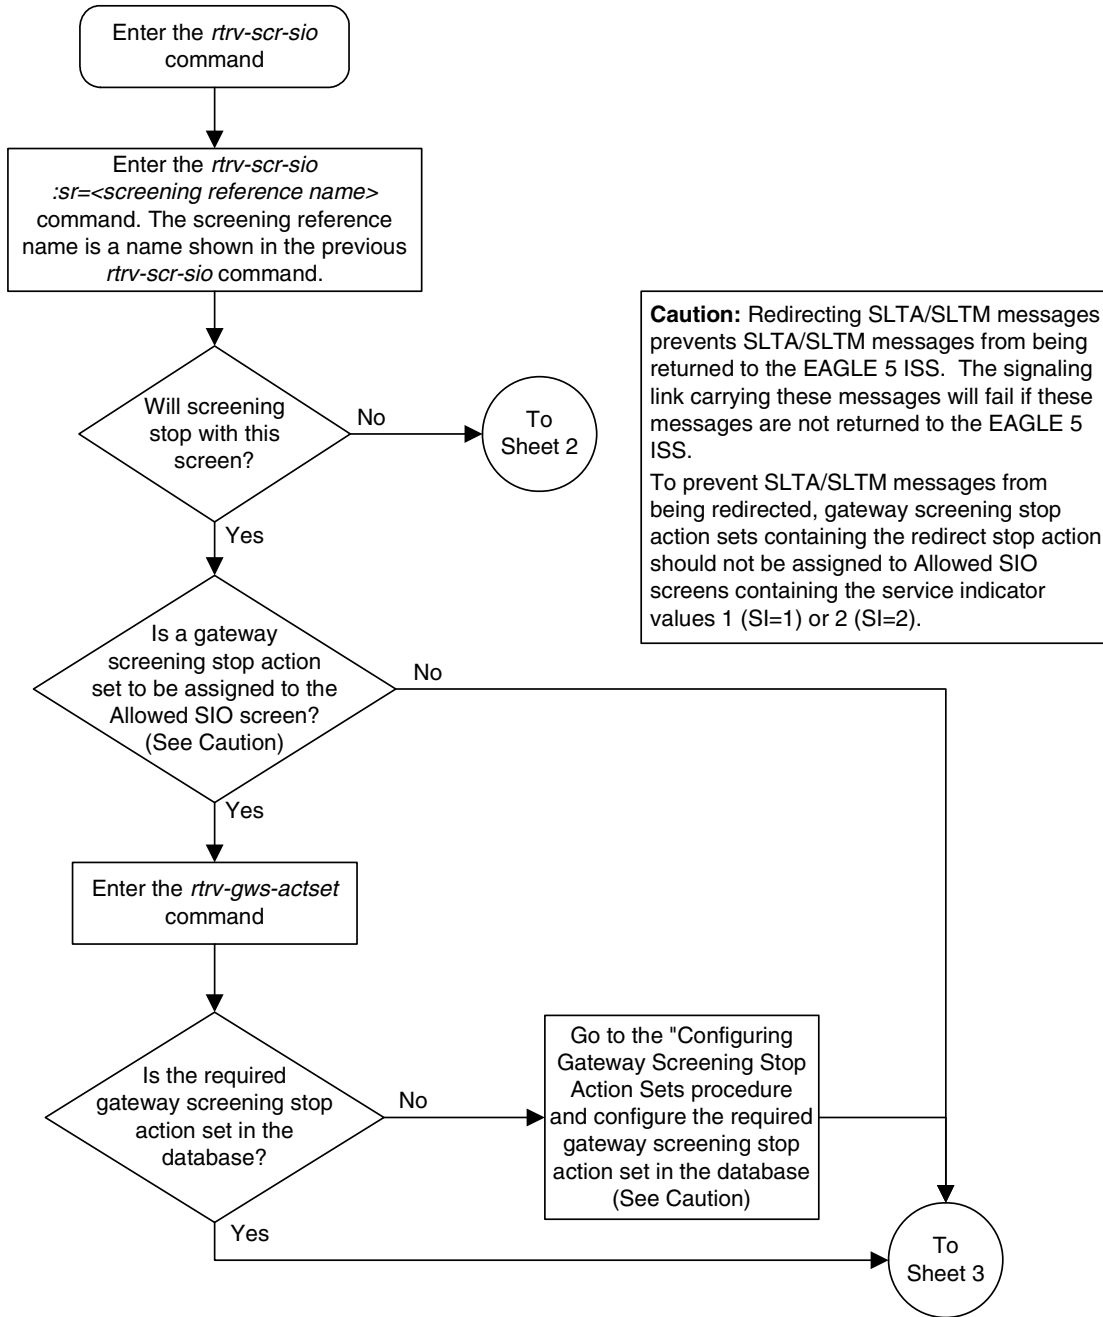 Enter the rtrv-scr-sio
command
Enter the rtrv-scr-sio
:sr=<screening reference name>
command. The screening reference
name is a name shown in the previous
rtrv-scr-sio command.
Caution: Redirecting SLTA/SLTM messages
prevents SLTA/SLTM messages from being
returned to the EAGLE 5 ISS. The signaling
link carrying these messages will fail if these
messages are not returned to the EAGLE 5
ISS.
To prevent SLTA/SLTM messages from
being redirected, gateway screening stop
action sets containing the redirect stop action
should not be assigned to Allowed SIO
screens containing the service indicator
values 1 (SI=1) or 2 (SI=2).
Will screening
stop with this
screen?
No
To
Sheet 2
Yes
Is a gateway
screening stop action
set to be assigned to the
Allowed SIO screen?
(See Caution)
No
Yes
Enter the rtrv-gws-actset
command
Is the required
gateway screening stop
action set in the
database?
No
Go to the "Configuring
Gateway Screening Stop
Action Sets procedure
and configure the required
gateway screening stop
action set in the database
(See Caution)
Yes
To
Sheet 3